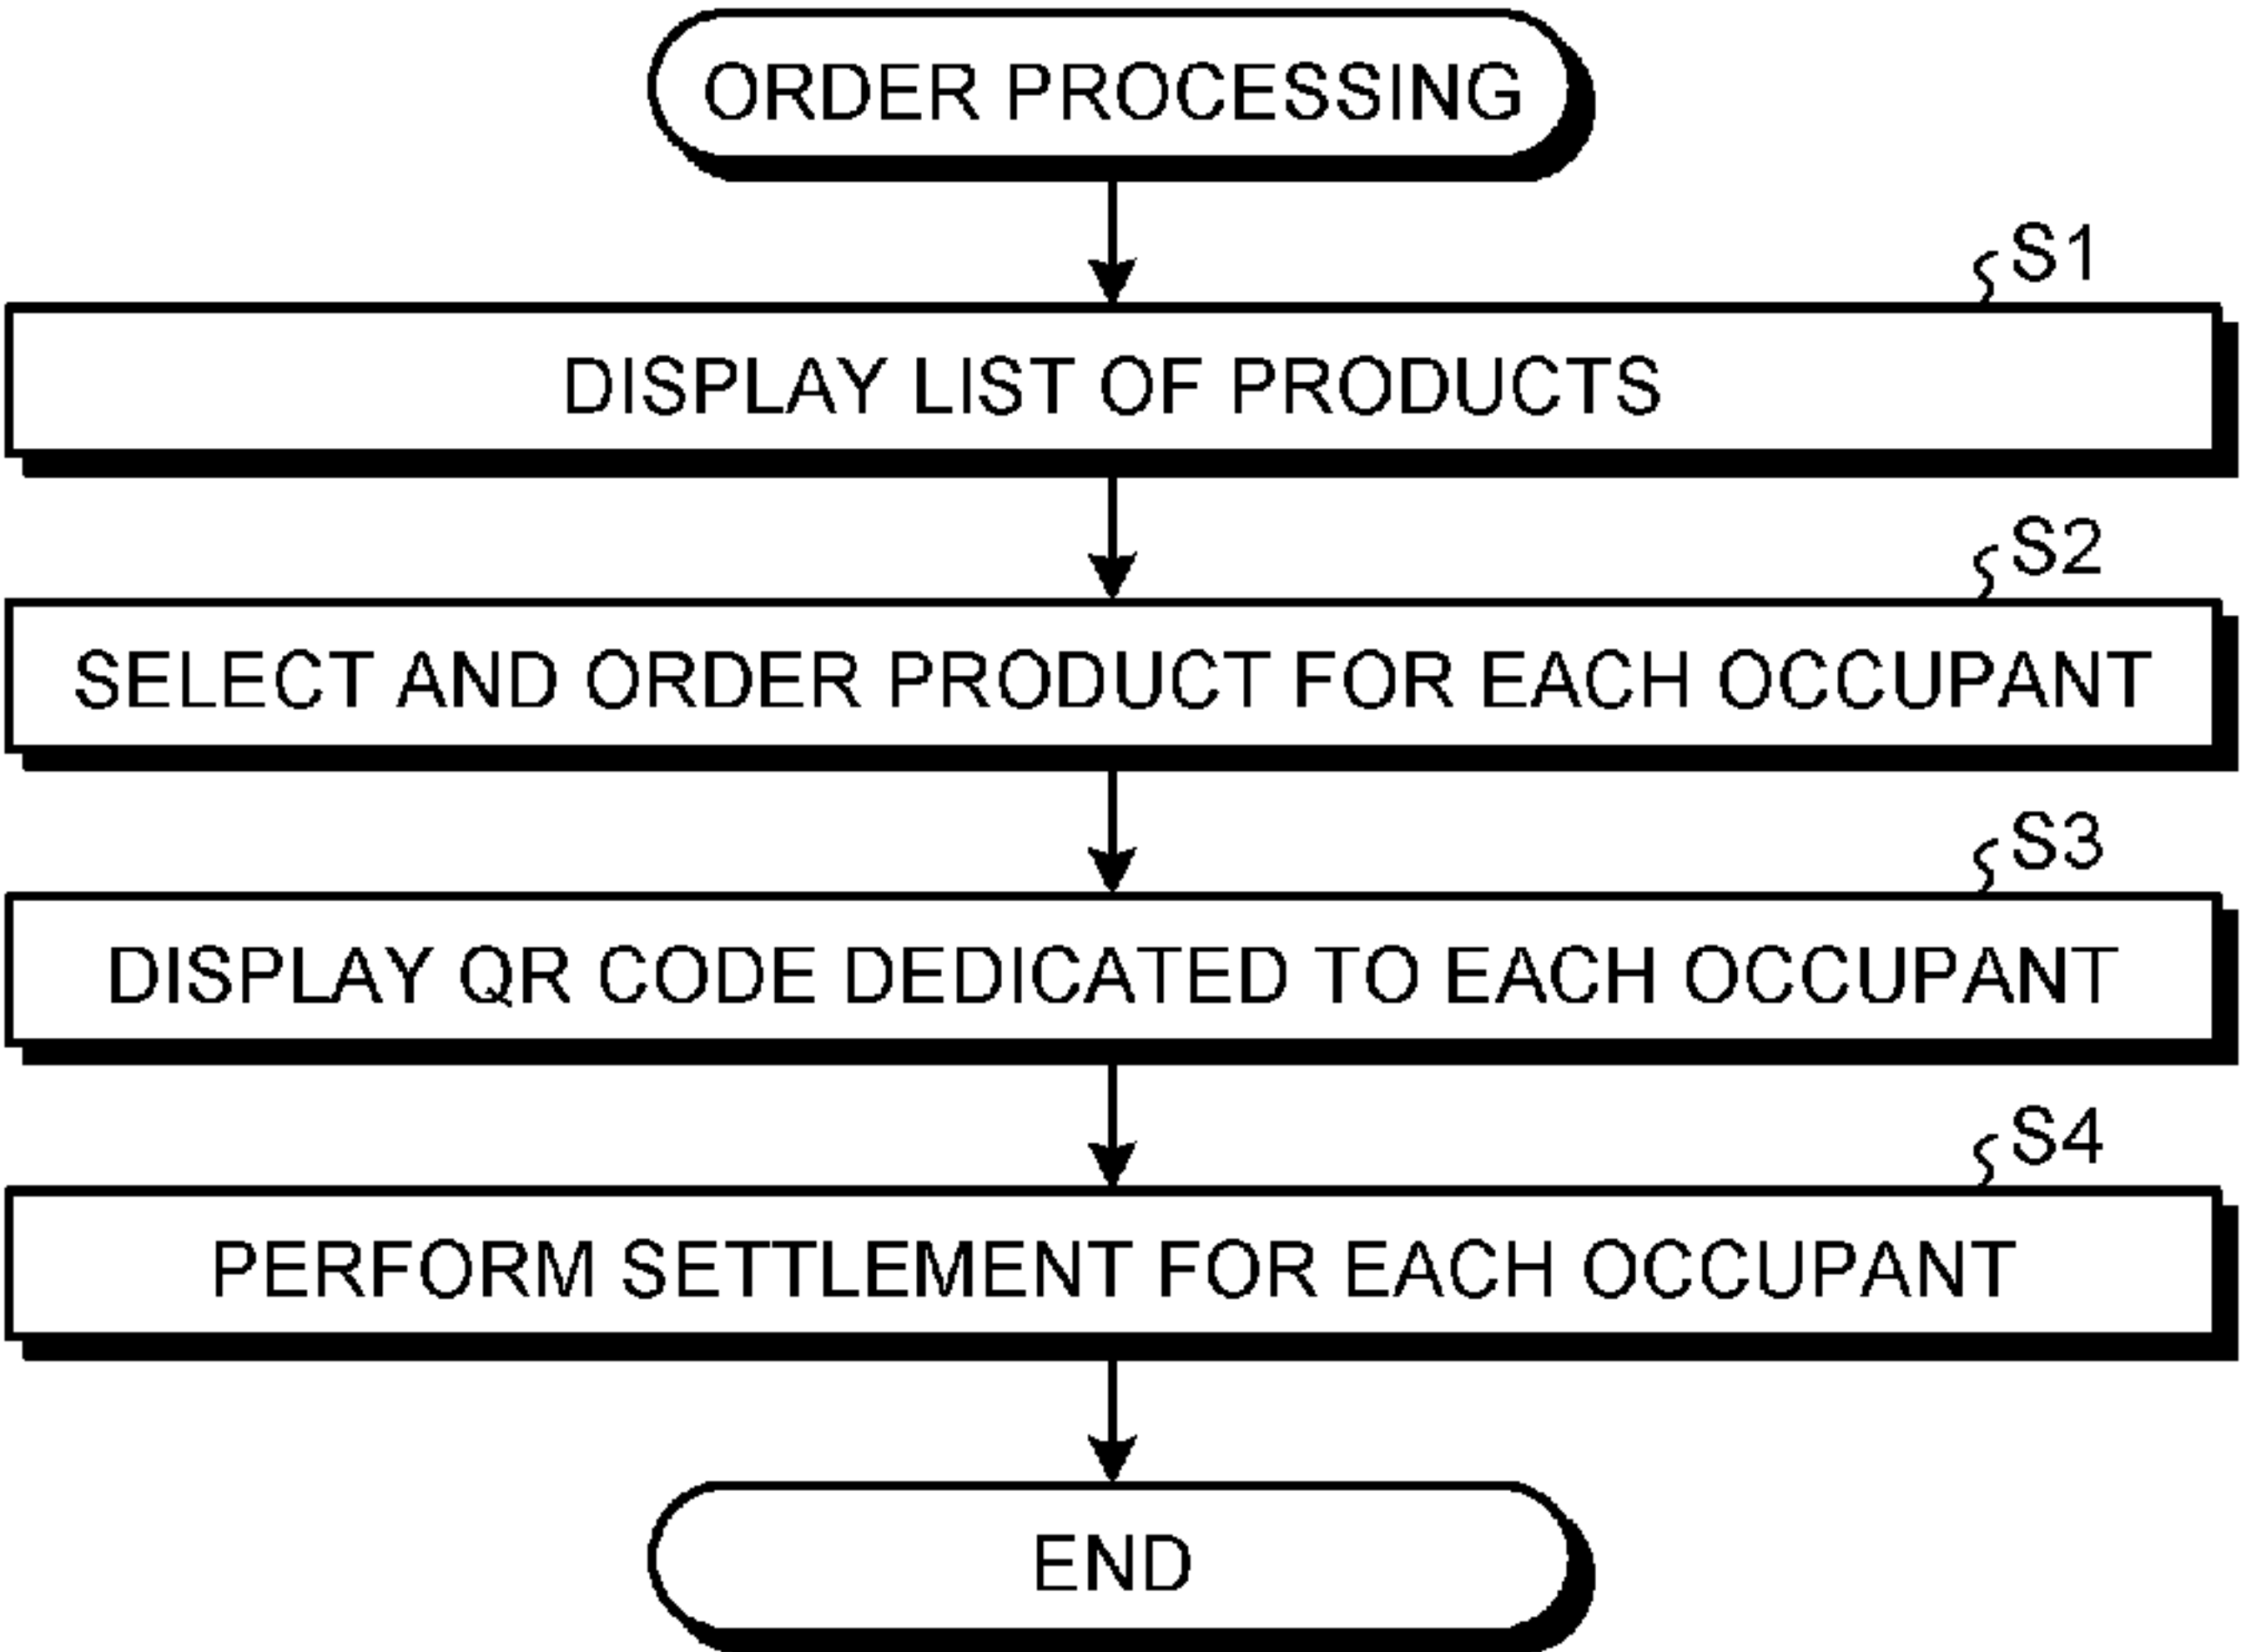 ORDER PROCESSING
S1
DISPLAY LIST OF PRODUCTS
S2
SELECT AND ORDER PRODUCT FOR EACH OCCUPANT
S3
DISPLAY QR CODE DEDICATED TO EACH OCCUPANT
S4
PERFORM SETTLEMENT FOR EACH OCCUPANT
END